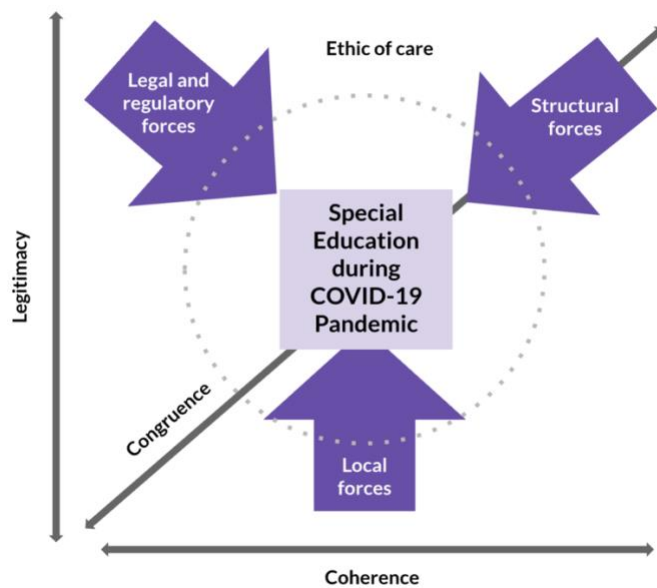 Ethic of care
Legal and
regulatory
forces
Structural
forces
Special
Education
during
COVID-19
Pandemic
Legitimacy
Congruence
Local
forces
Coherence